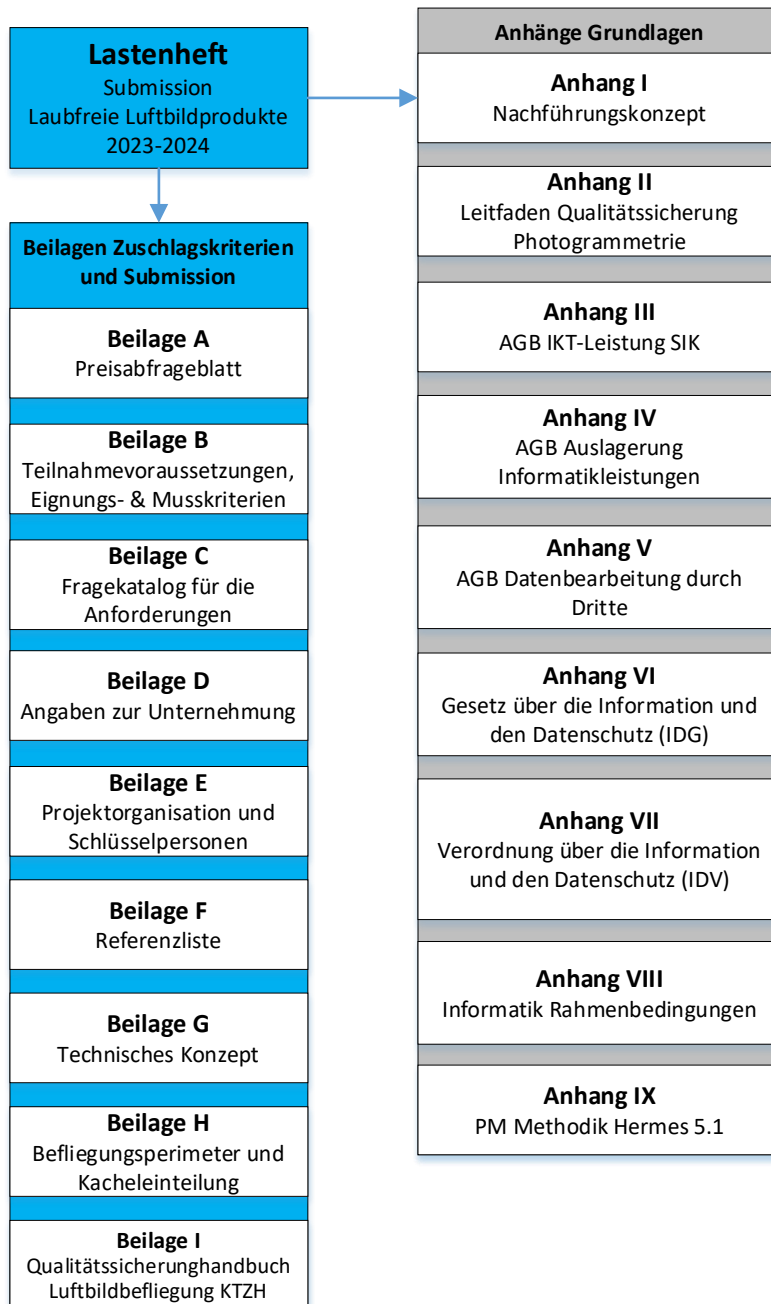 Lastenheft
Submission
Laubfreie Luftbildprodukte
2023-2024
Beilagen Zuschlagskriterien
und Submission
Beilage A
Preisabfrageblatt
Beilage B
Teilnahmevoraussetzungen,
Eignungs- & Musskriterien
Beilage C
Fragekatalog für die
Anforderungen
Beilage D
Angaben zur Unternehmung
Beilage E
Projektorganisation und
Schlüsselpersonen
Beilage F
Referenzliste
Beilage G
Technisches Konzept
Beilage H
Befliegungsperimeter und
Kacheleinteilung
Beilage I
Qualitätssicherunghandbuch
Luftbildbefliegung KTZH
Anhänge Grundlagen
Anhang I
Nachführungskonzept
Anhang II
Leitfaden Qualitätssicherung
Photogrammetrie
Anhang III
AGB IKT-Leistung SIK
Anhang IV
AGB Auslagerung
Informatikleistungen
Anhang V
AGB Datenbearbeitung durch
Dritte
Anhang VI
Gesetz über die Information und
den Datenschutz (IDG)
Anhang VII
Verordnung über die Information
und den Datenschutz (IDV)
Anhang VIII
Informatik Rahmenbedingungen
Anhang IX
PM Methodik Hermes 5.1